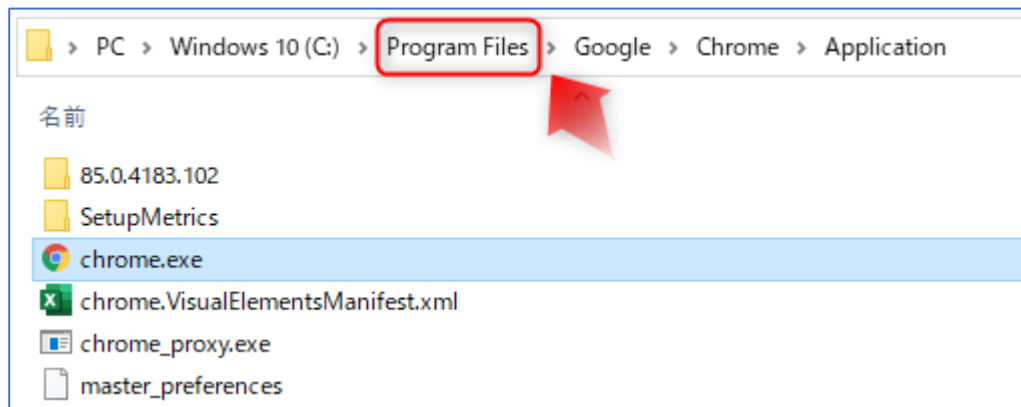 PC > Windows 10 (C:) > Program Files > Google > Chrome > Application
名前
85.0.4183.102
SetupMetrics
chrome.exe
chrome.VisualElementsManifest.xml
chrome_proxy.exe
master_preferences